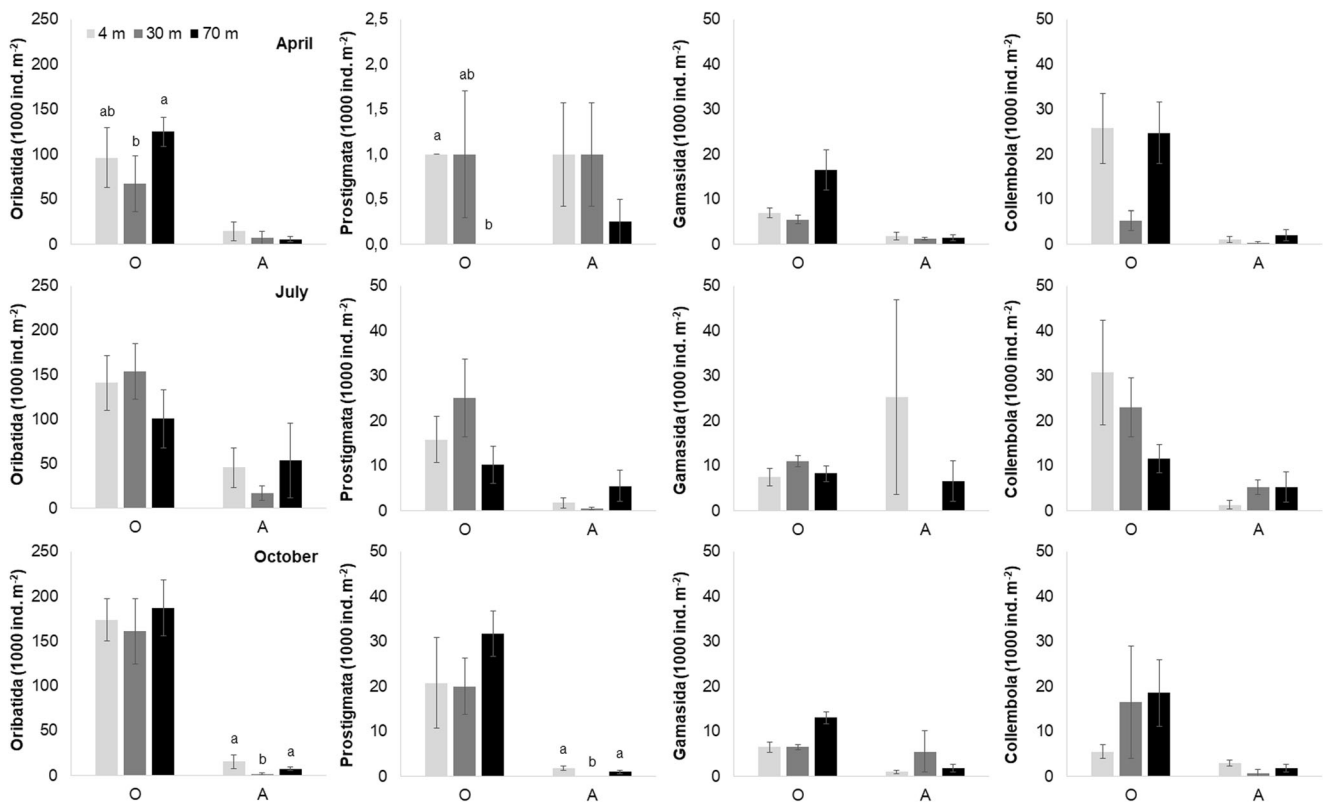 Oribatida (1000 ind. m-2)
250
200
150
100
50
0
4 m 30 m 70 m
April
ab
b
a
O A
Prostigmata (1000 ind. m-2)
2,5
2,0
1,5
1,0
0,5
0,0
a
ab
b
O A
Gamasida (1000 ind. m-2)
50
40
30
20
10
0
O A
Collembola (1000 ind. m-2)
50
40
30
20
10
0
O A
Oribatida (1000 ind. m-2)
250
200
150
100
50
0
July
O A
Prostigmata (1000 ind. m-2)
50
40
30
20
10
0
O A
Gamasida (1000 ind. m-2)
50
40
30
20
10
0
O A
Collembola (1000 ind. m-2)
50
40
30
20
10
0
O A
Oribatida (1000 ind. m-2)
250
200
150
100
50
0
October
a
b
a
O A
Prostigmata (1000 ind. m-2)
50
40
30
20
10
0
a
b
a
O A
Gamasida (1000 ind. m-2)
50
40
30
20
10
0
O A
Collembola (1000 ind. m-2)
50
40
30
20
10
0
O A